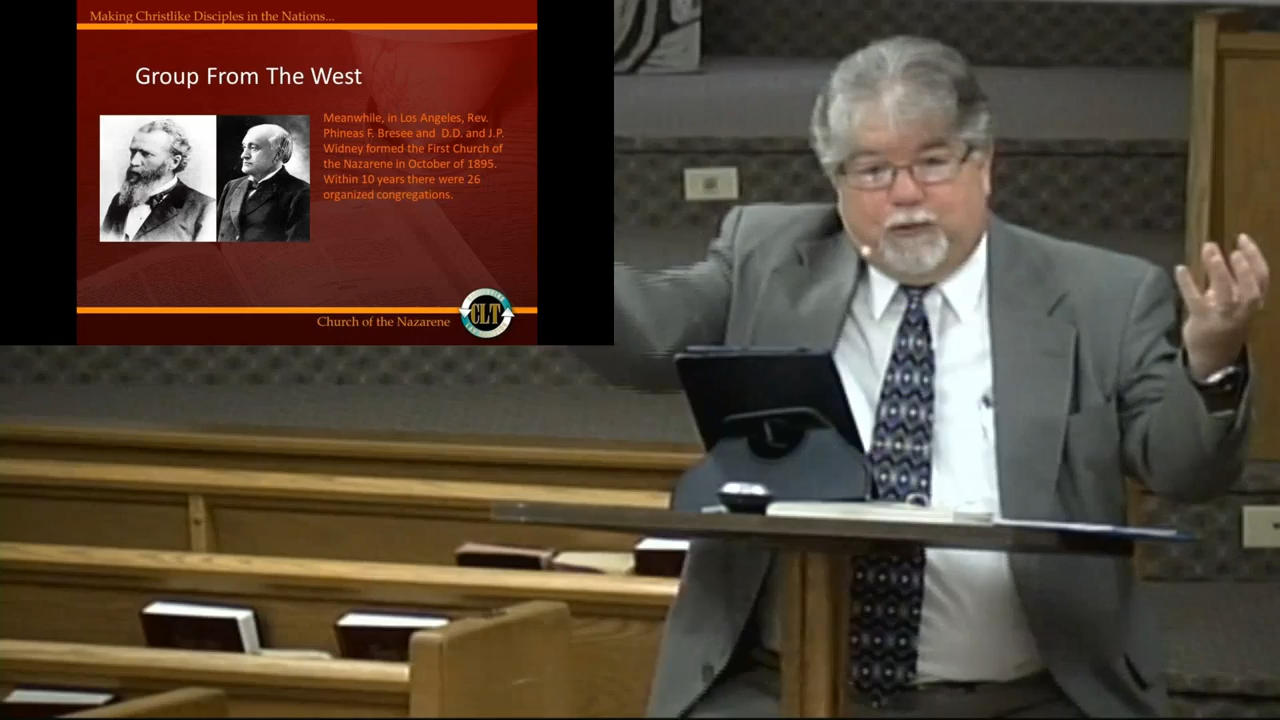 Making Christlike Disciples in the Nations...
Group From The West
Meanwhile, in Los Angeles, Rev.
Phineas F. Bresee and D.D. and J.P.
Widney formed the First Church of
the Nazarene in October of 1895.
Within 10 years there were 26
organized congregations.
Church of the Nazarene
CLT